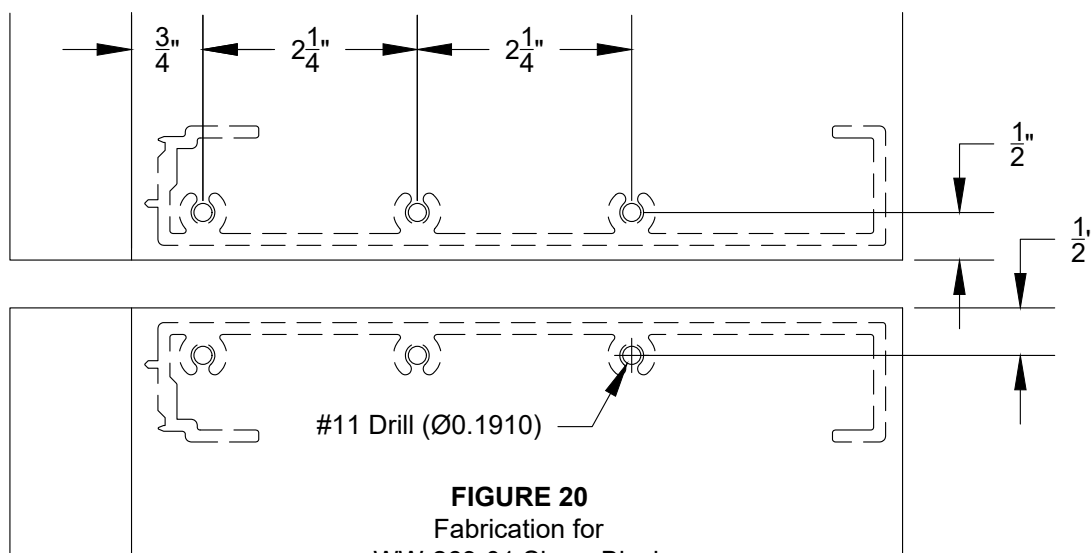 3/4" 2 1/4" 2 1/4"
1/2"
1/2"
#11 Drill (Ø0.1910)
FIGURE 20
Fabrication for